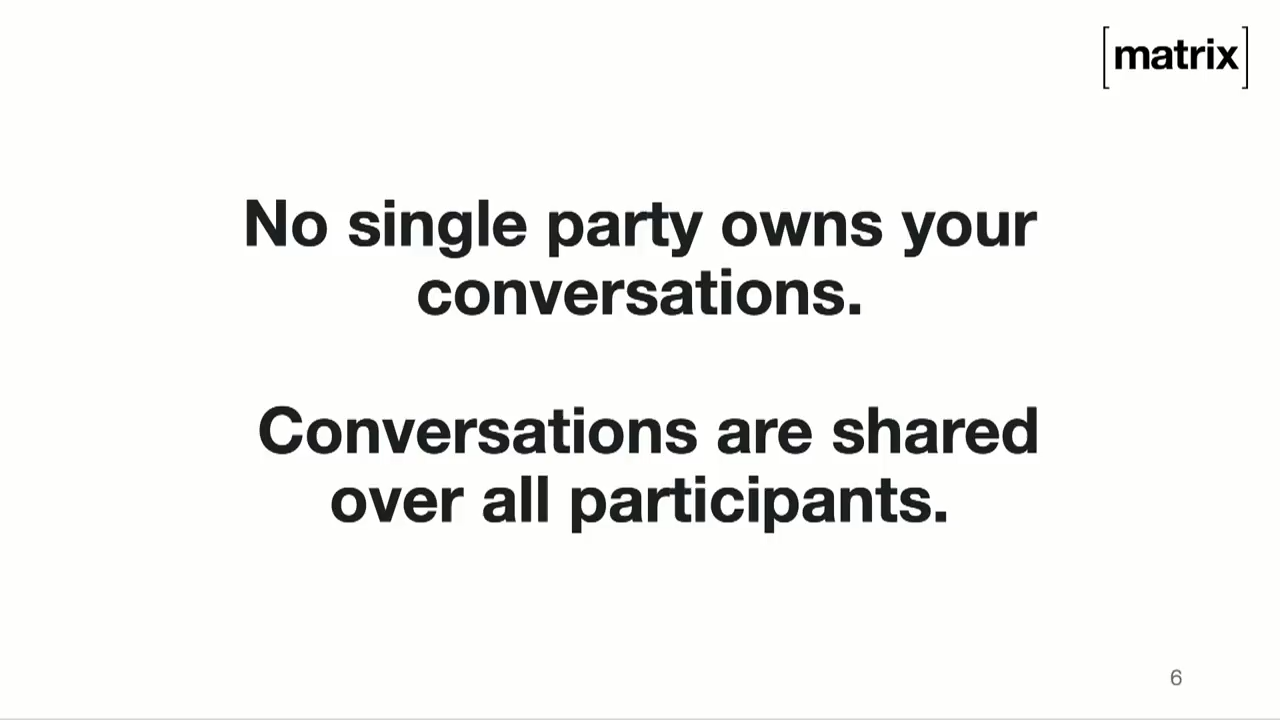 [matrix]
No single party owns your
conversations.
Conversations are shared
over all participants.
6